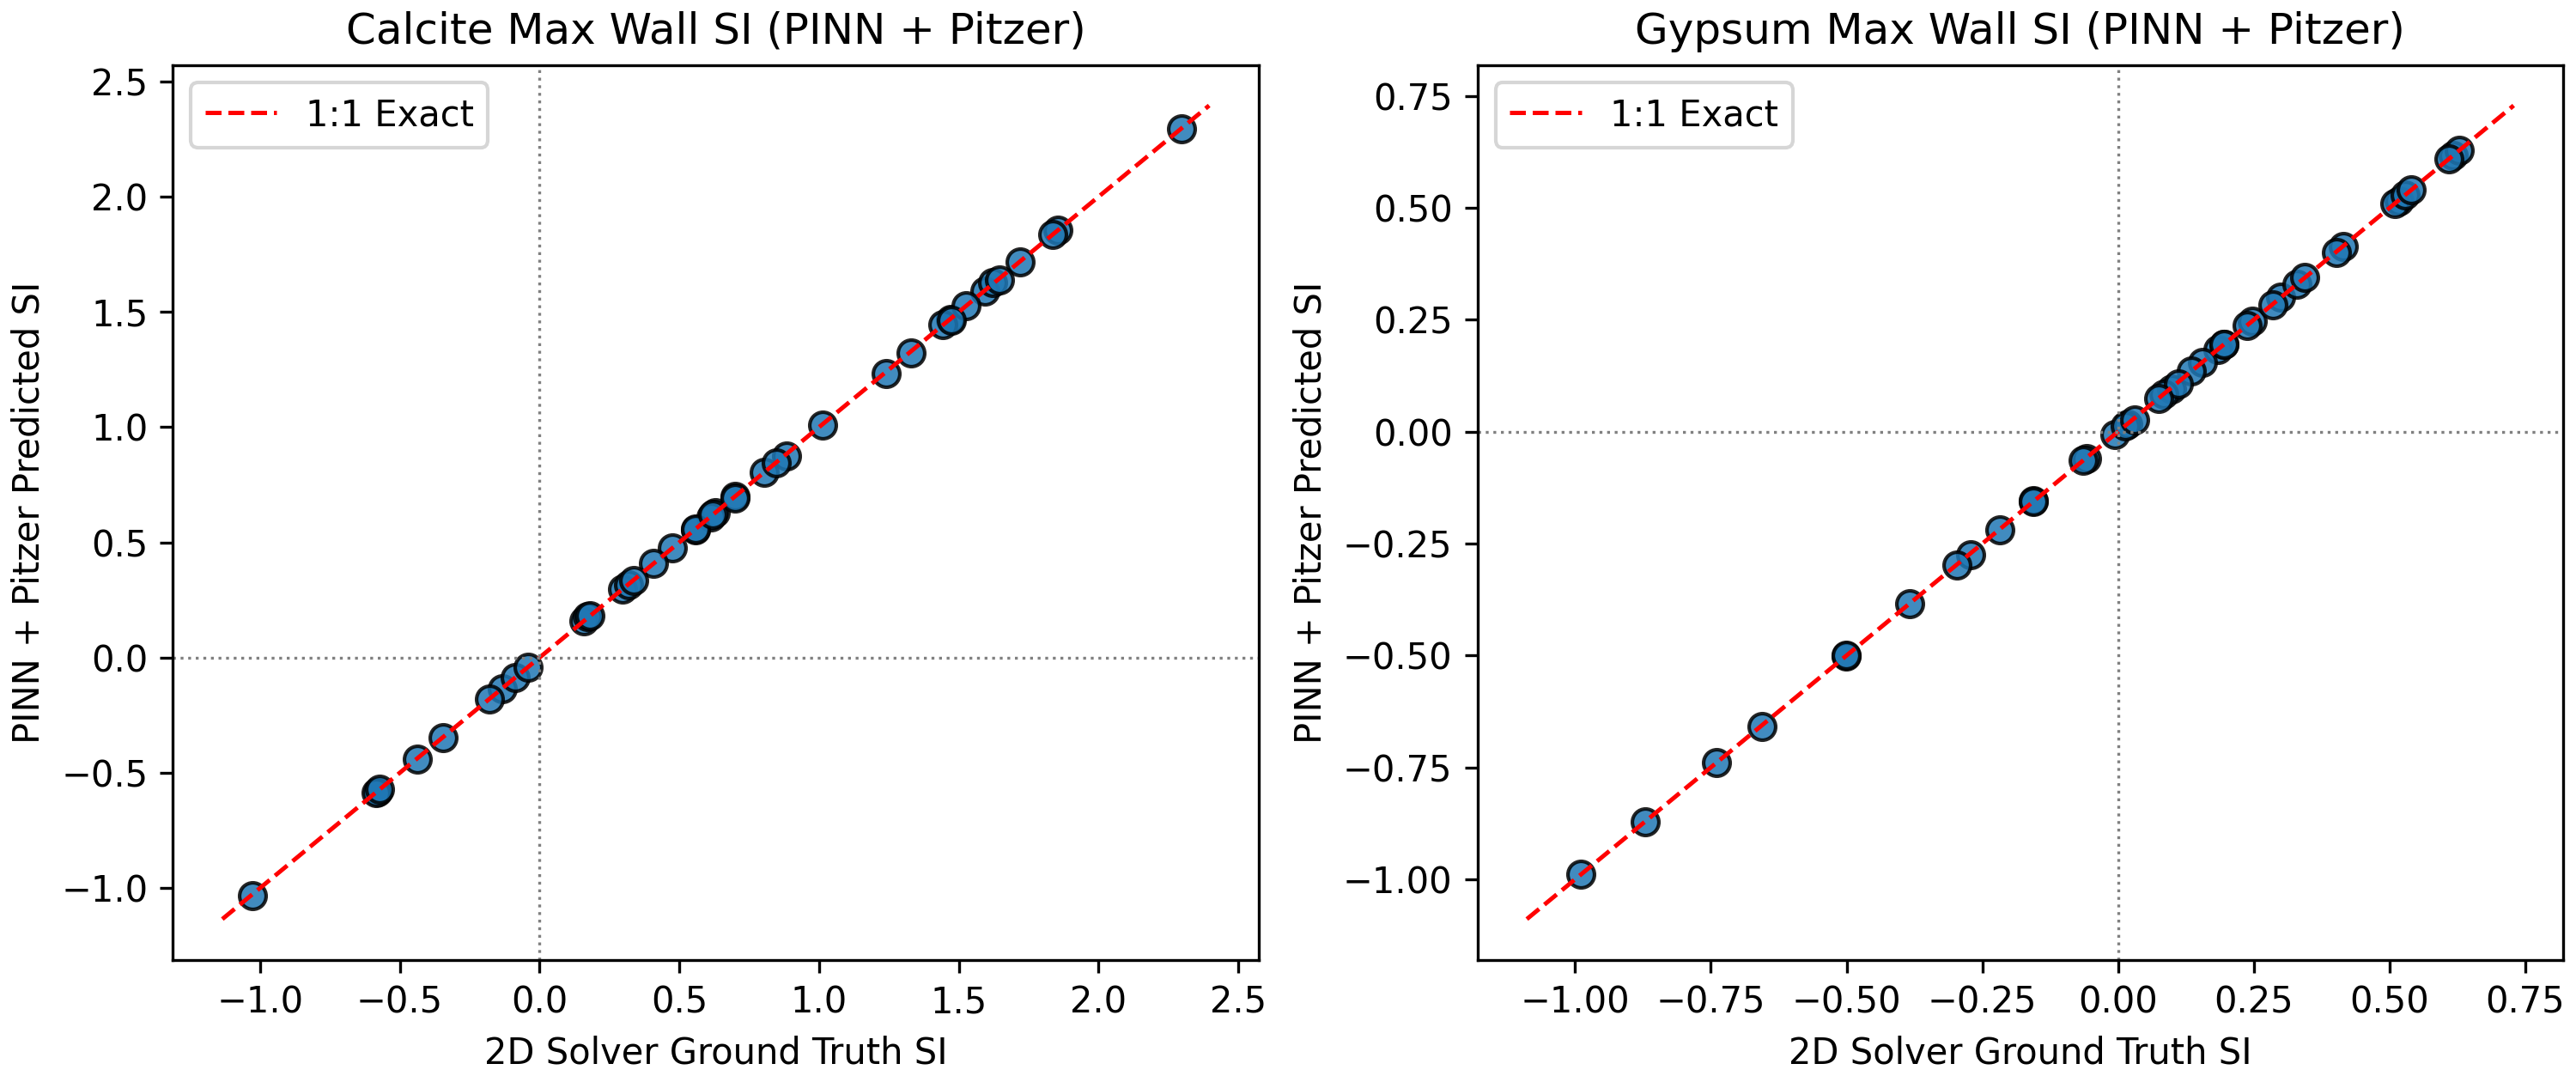 Calcite Max Wall SI (PINN + Pitzer)
1:1 Exact
PINN + Pitzer Predicted SI
2.5
2.0
1.5
1.0
0.5
0.0
−0.5
−1.0
−1.0 −0.5 0.0 0.5 1.0 1.5 2.0 2.5
2D Solver Ground Truth SI
Gypsum Max Wall SI (PINN + Pitzer)
1:1 Exact
PINN + Pitzer Predicted SI
0.75
0.50
0.25
0.00
−0.25
−0.50
−0.75
−1.00
−1.00 −0.75 −0.50 −0.25 0.00 0.25 0.50 0.75
2D Solver Ground Truth SI